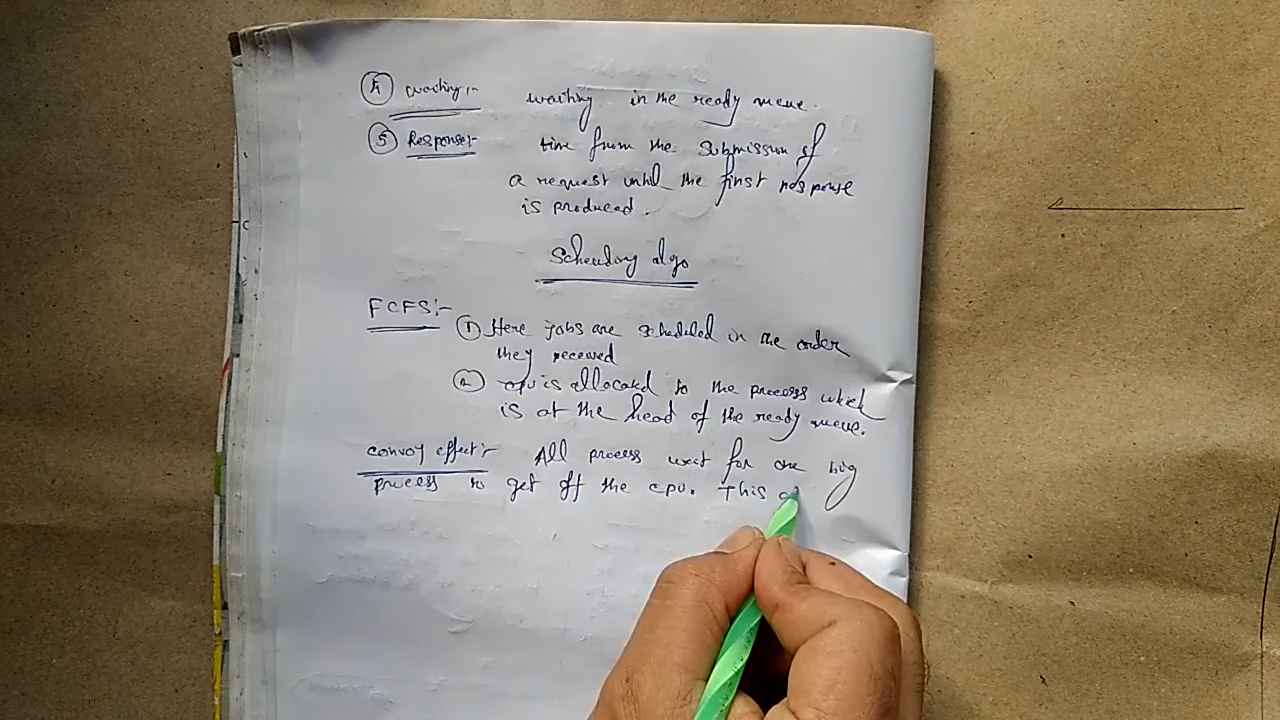 4 waiting:- waiting in the ready queue.
5 Response:- time from the submission of
a request until the first response
is produced.
Scheduling algo
FCFS:-
1 Here jobs are scheduled in the order
they received
2 cpu is allocated to the process which
is at the head of the ready queue.
convoy effect:- All process wait for one big
process to get off the cpu. This